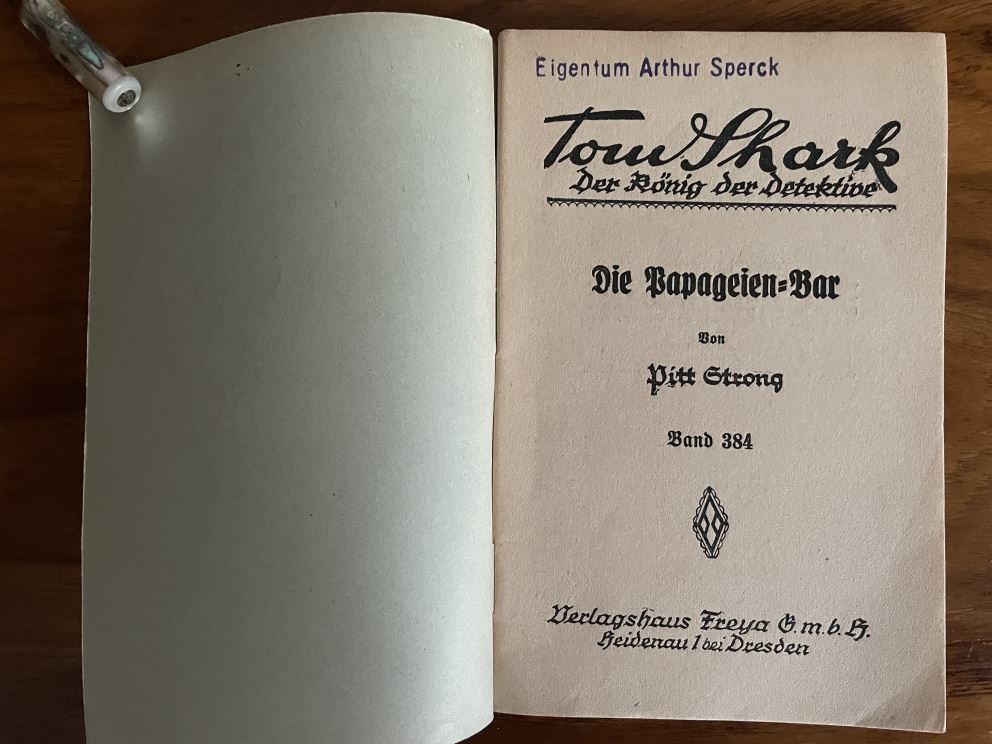 Eigentum Arthur Sperck
Tom Shark
Der König der Detektive
Die Papageien=Bar
Von
Pitt Strong
Band 384
Verlagshaus Freya G.m.b.H.
Heidenau 1 bei Dresden